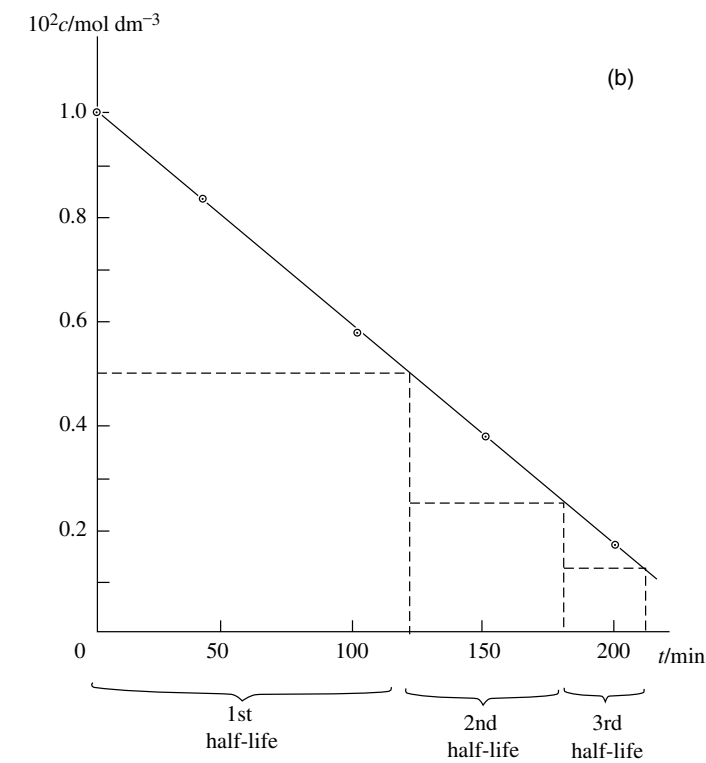 10²c/mol dm⁻³
(b)
1.0
0.8
0.6
0.4
0.2
0 50 100 150 200 t/min
1st
half-life
2nd
half-life
3rd
half-life